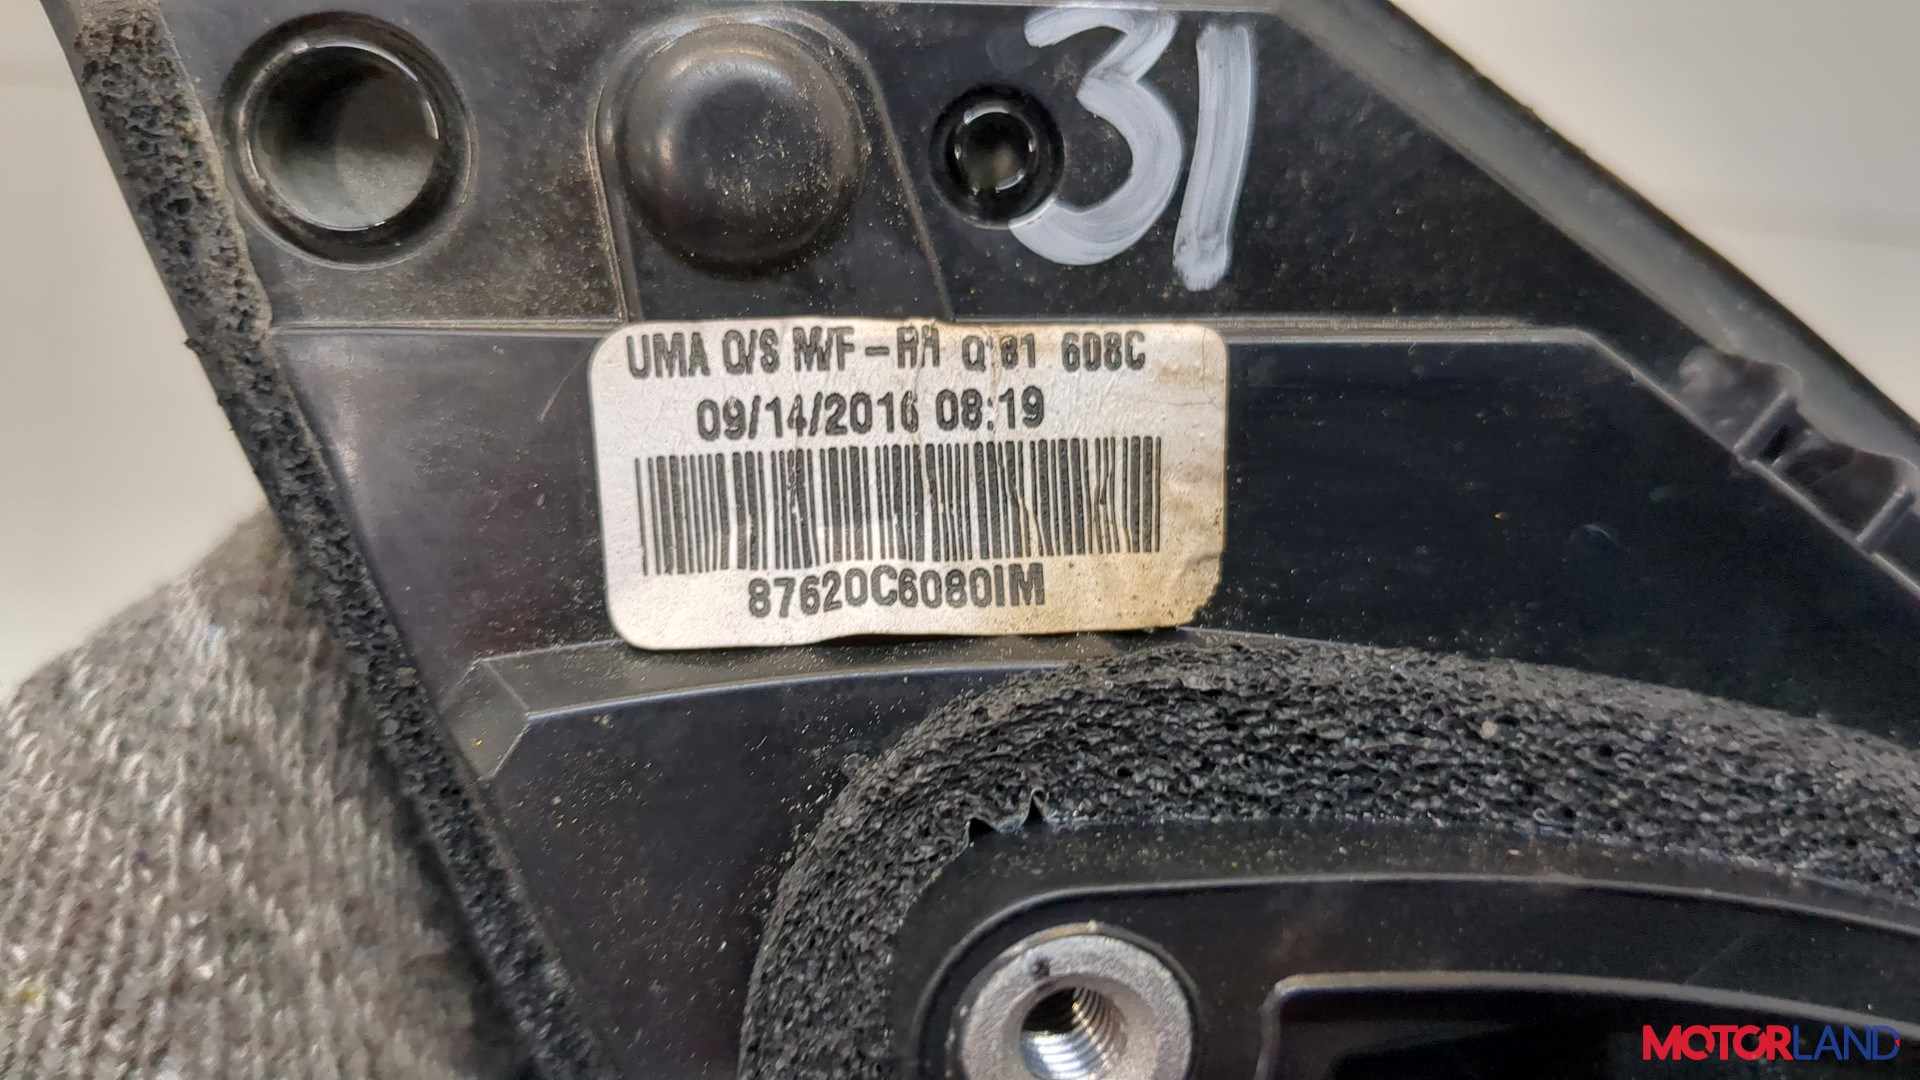 31
UMA O/S M/F-RH Q'81 608C
09/14/2016 08:19
87620C6080IM
MOTORLAND